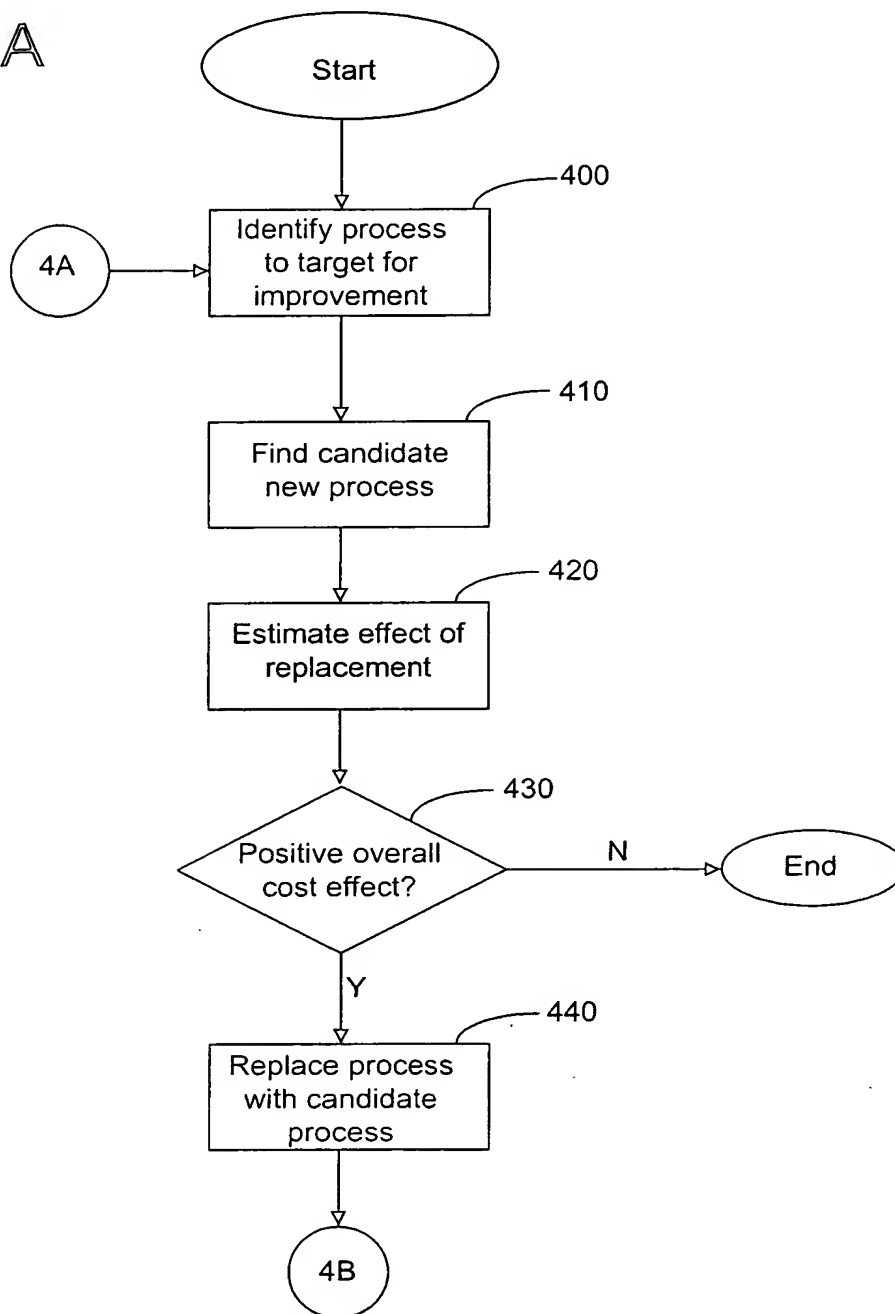 A
Start
400
Identify process
to target for
improvement
4A
410
Find candidate
new process
420
Estimate effect of
replacement
430
Positive overall
cost effect?
N
End
Y
440
Replace process
with candidate
process
4B